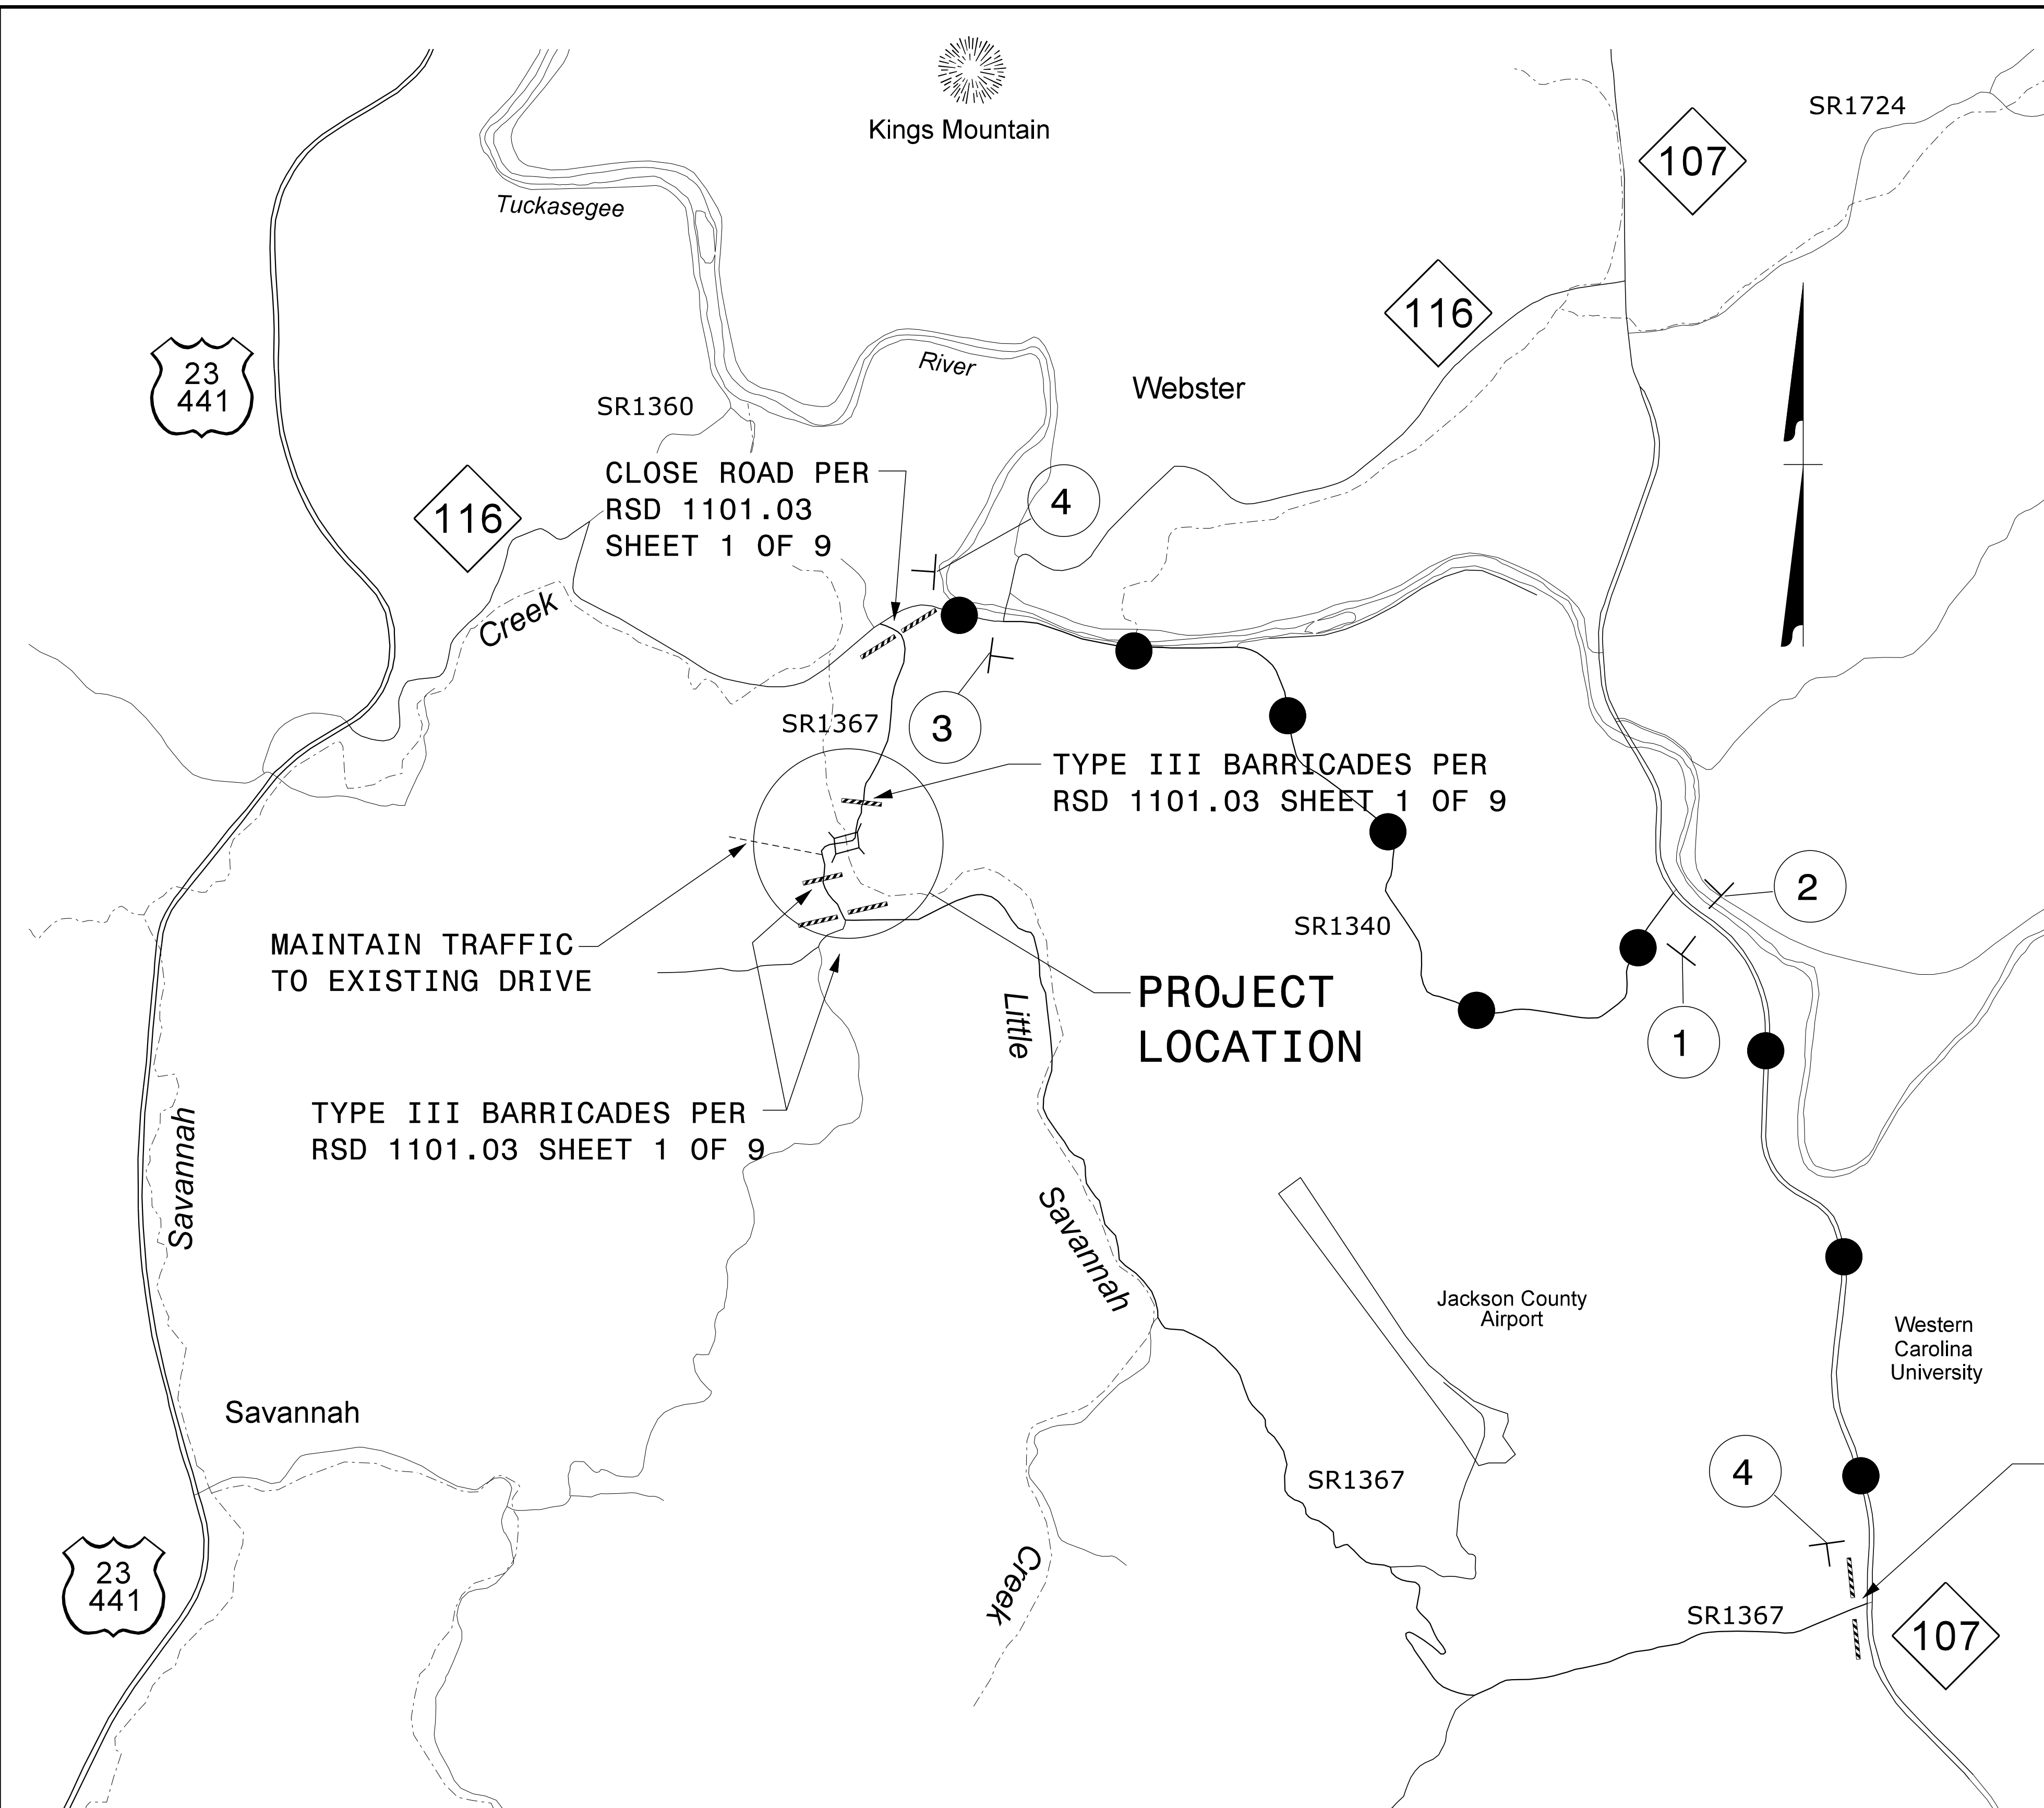 Kings Mountain
SR1724
107
Tuckasegee
116
River
23
441
Webster
SR1360
CLOSE ROAD PER
RSD 1101.03
SHEET 1 OF 9
4
116
Creek
SR1367
3
TYPE III BARRICADES PER
RSD 1101.03 SHEET 1 OF 9
2
SR1340
MAINTAIN TRAFFIC
TO EXISTING DRIVE
PROJECT
LOCATION
Little
1
TYPE III BARRICADES PER
RSD 1101.03 SHEET 1 OF 9
Savannah
Savannah
Jackson County
Airport
Western
Carolina
University
Savannah
4
SR1367
23
441
Creek
SR1367
107